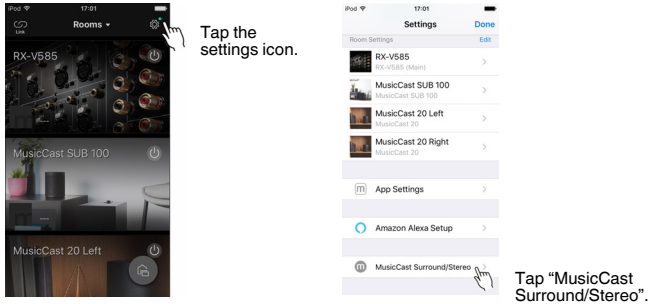 iPod 17:01
Link
Rooms
Tap the
settings icon.
RX-V585
MusicCast SUB 100
MusicCast 20 Left
iPod 17:01
Settings Done
Room Settings Edit
RX-V585
RX-V585 (Main)
MusicCast SUB 100
MusicCast SUB 100
MusicCast 20 Left
MusicCast 20
MusicCast 20 Right
MusicCast 20
m App Settings
Amazon Alexa Setup
m MusicCast Surround/Stereo
Tap “MusicCast
Surround/Stereo”.